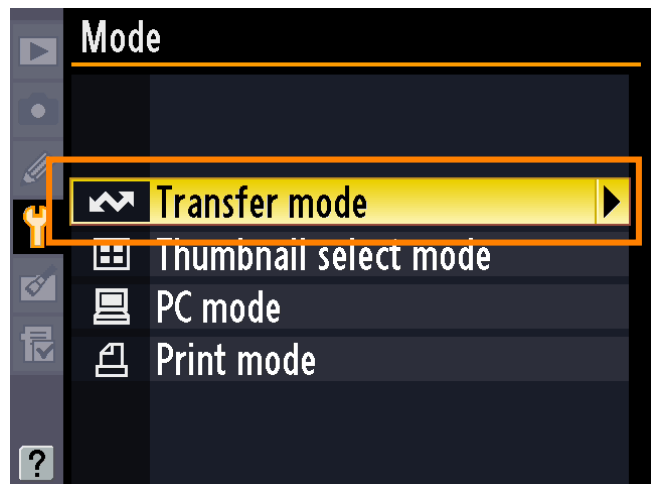 Mode
Transfer mode
Thumbnail select mode
PC mode
Print mode
?